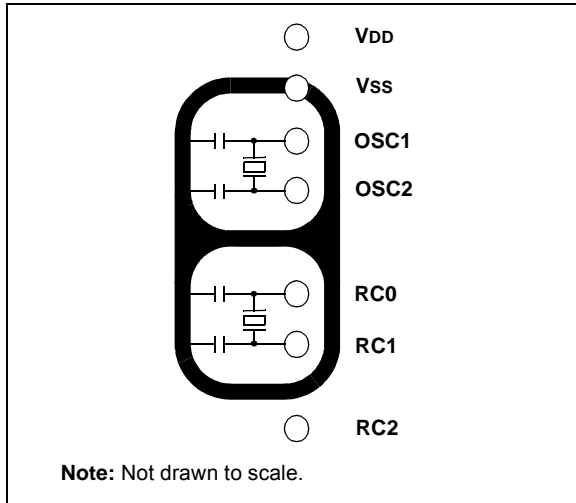 VDD
VSS
OSC1
OSC2
RC0
RC1
RC2
Note: Not drawn to scale.